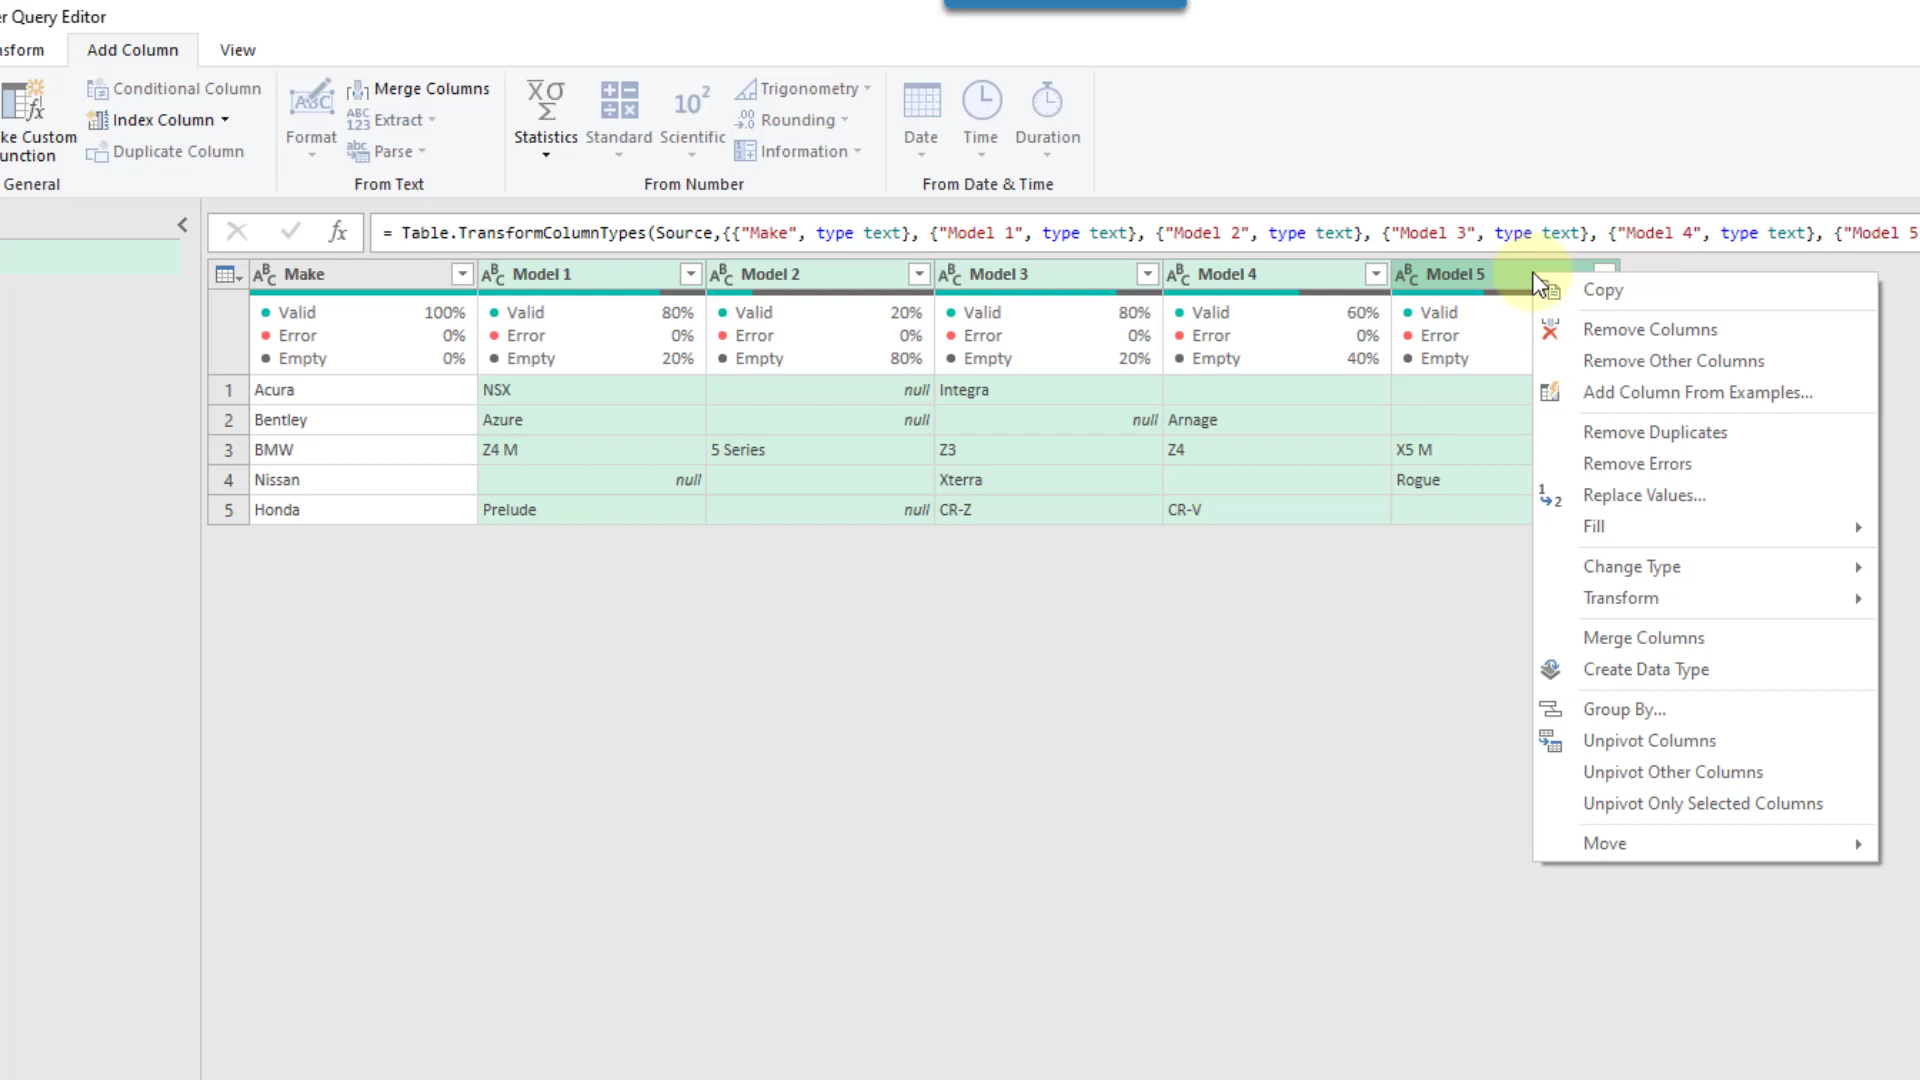 er Query Editor
nsform Add Column View
ke Custom
unction
Conditional Column
Index Column
Duplicate Column
General
Format
Merge Columns
Extract
Parse
From Text
Statistics Standard Scientific
Trigonometry
Rounding
Information
From Number
Date Time Duration
From Date & Time
fx = Table.TransformColumnTypes(Source,{{"Make", type text}, {"Model 1", type text}, {"Model 2", type text}, {"Model 3", type text}, {"Model 4", type text}, {"Model 5
Make Model 1 Model 2 Model 3 Model 4 Model 5
Valid 100% Valid 80% Valid 20% Valid 80% Valid 60% Valid
Error 0% Error 0% Error 0% Error 0% Error 0% Error
Empty 0% Empty 20% Empty 80% Empty 20% Empty 40% Empty
1 Acura NSX null Integra
2 Bentley Azure null null Arnage
3 BMW Z4 M 5 Series Z3 Z4 X5 M
4 Nissan null Xterra Rogue
5 Honda Prelude null CR-Z CR-V
Copy
Remove Columns
Remove Other Columns
Add Column From Examples...
Remove Duplicates
Remove Errors
Replace Values...
Fill
Change Type
Transform
Merge Columns
Create Data Type
Group By...
Unpivot Columns
Unpivot Other Columns
Unpivot Only Selected Columns
Move